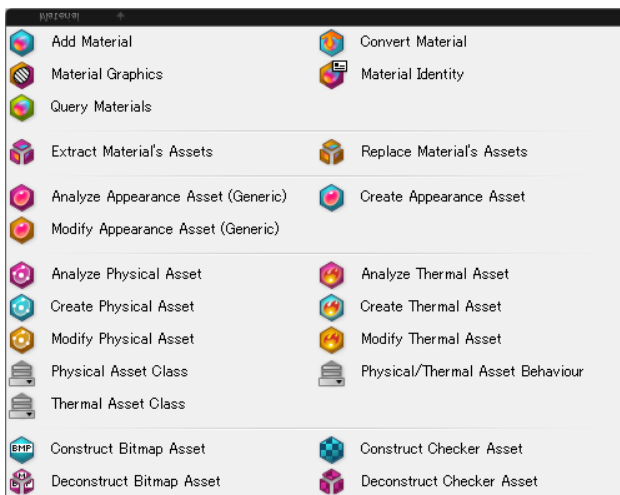 Material +
Add Material
Convert Material
Material Graphics
Material Identity
Query Materials
Extract Material's Assets
Replace Material's Assets
Analyze Appearance Asset (Generic)
Create Appearance Asset
Modify Appearance Asset (Generic)
Analyze Physical Asset
Analyze Thermal Asset
Create Physical Asset
Create Thermal Asset
Modify Physical Asset
Modify Thermal Asset
Physical Asset Class
Physical/Thermal Asset Behaviour
Thermal Asset Class
BMP
Construct Bitmap Asset
Construct Checker Asset
Deconstruct Bitmap Asset
Deconstruct Checker Asset